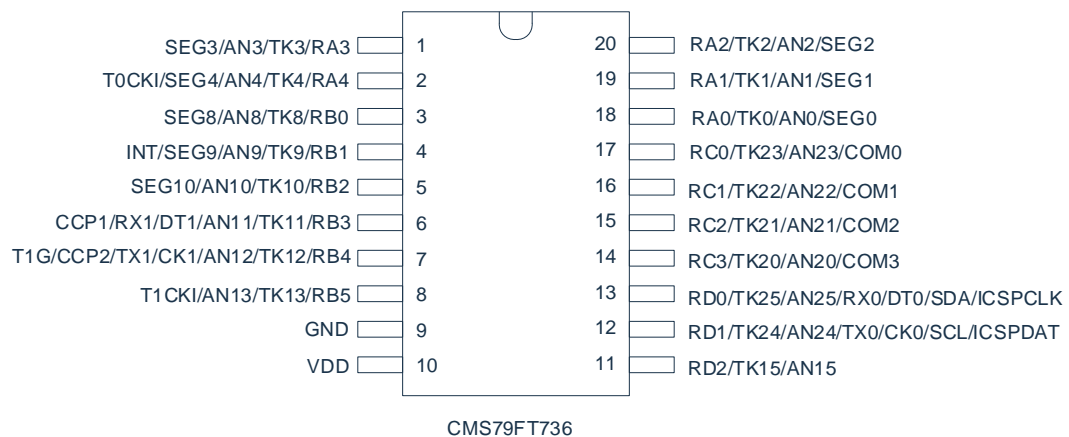 SEG3/AN3/TK3/RA3 1 20 RA2/TK2/AN2/SEG2
T0CKI/SEG4/AN4/TK4/RA4 2 19 RA1/TK1/AN1/SEG1
SEG8/AN8/TK8/RB0 3 18 RA0/TK0/AN0/SEG0
INT/SEG9/AN9/TK9/RB1 4 17 RC0/TK23/AN23/COM0
SEG10/AN10/TK10/RB2 5 16 RC1/TK22/AN22/COM1
CCP1/RX1/DT1/AN11/TK11/RB3 6 15 RC2/TK21/AN21/COM2
T1G/CCP2/TX1/CK1/AN12/TK12/RB4 7 14 RC3/TK20/AN20/COM3
T1CKI/AN13/TK13/RB5 8 13 RD0/TK25/AN25/RX0/DT0/SDA/ICSPCLK
GND 9 12 RD1/TK24/AN24/TX0/CK0/SCL/ICSPDAT
VDD 10 11 RD2/TK15/AN15
CMS79FT736